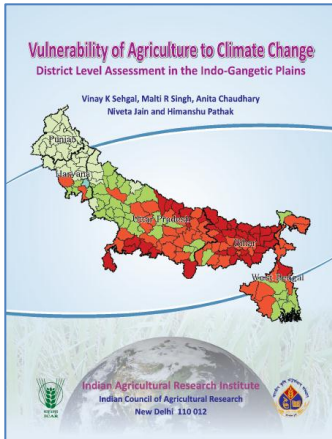 Vulnerability of Agriculture to Climate Change
District Level Assessment in the Indo-Gangetic Plains
Vinay K Sehgal, Malti R Singh, Anita Chaudhary
Niveta Jain and Himanshu Pathak
Punjab
Haryana
Uttar Pradesh
Bihar
West Bengal
Indian Agricultural Research Institute
Indian Council of Agricultural Research
New Delhi 110 012
ICAR